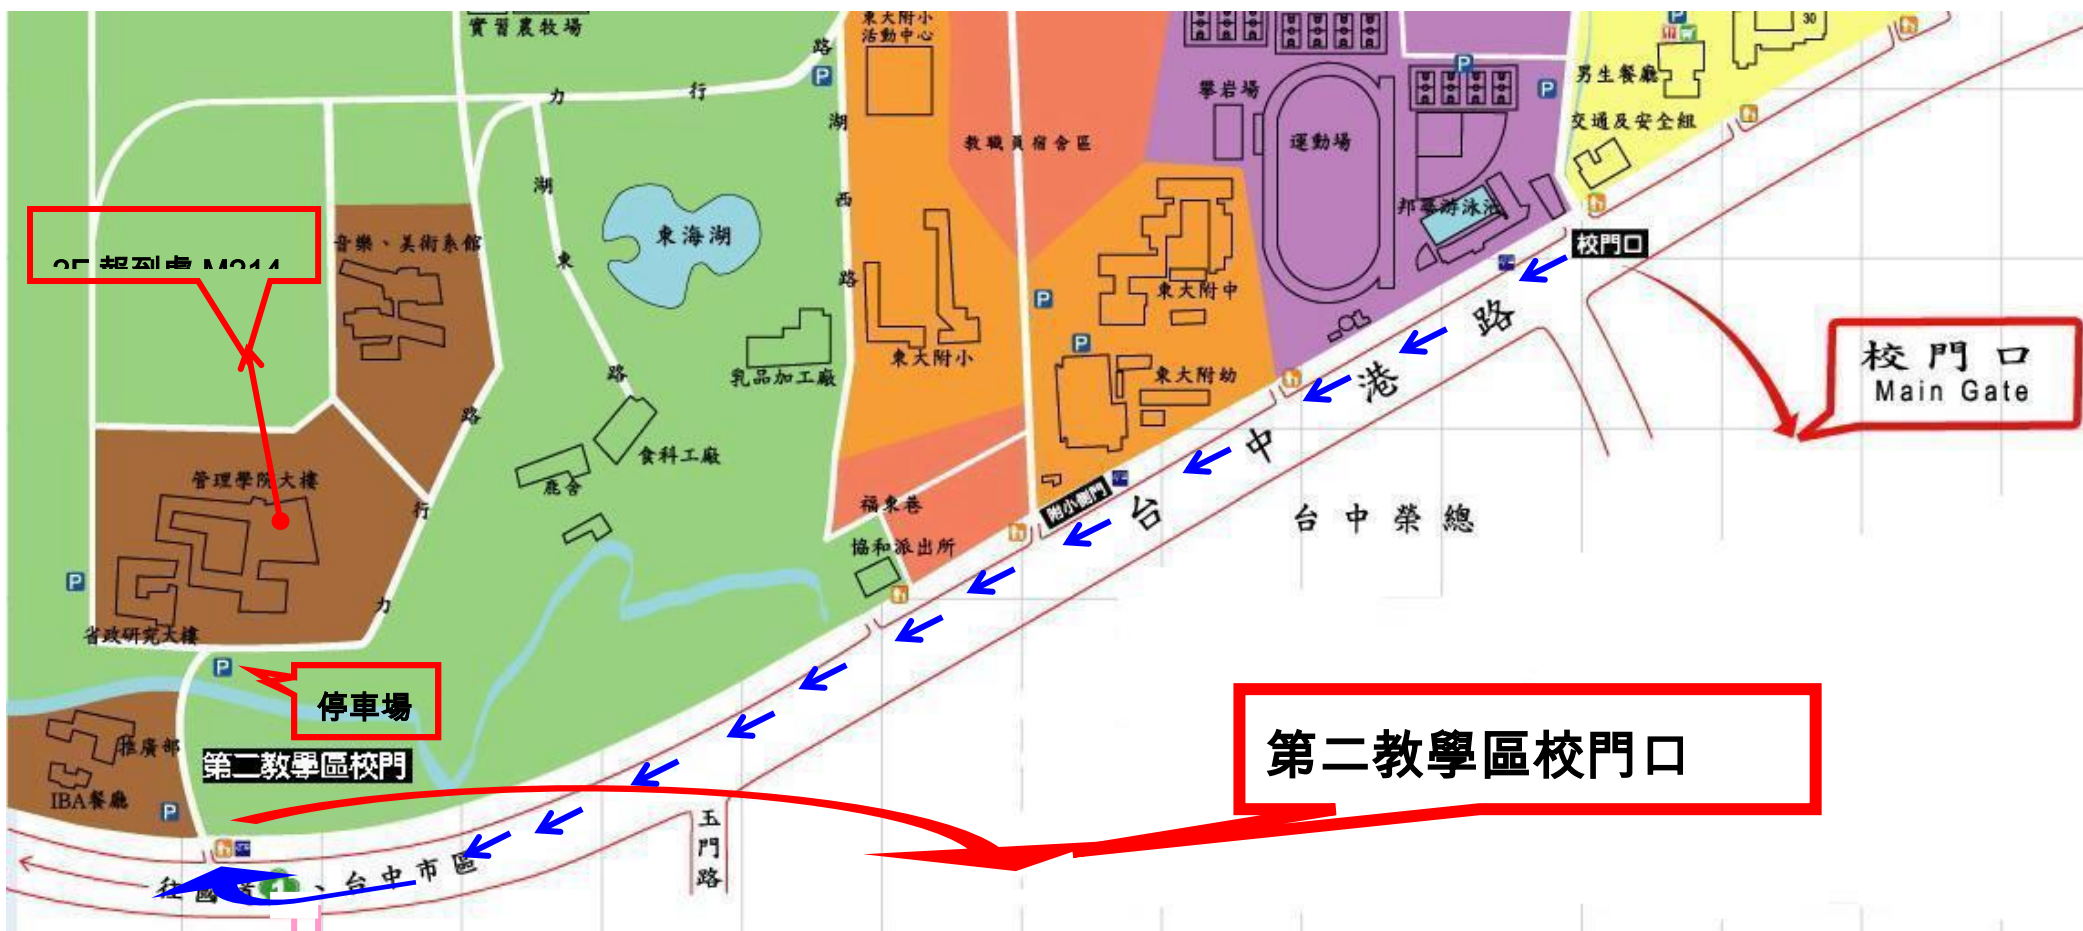 實習農牧場
東大附小
活動中心
30
路
P
P
P
P
力
行
攀岩場
男生餐廳
湖
教職員宿舍區
運動場
交通及安全組
湖
西
邦華游泳池
音樂、美術系館
東海湖
校門口
東
路
東大附中
P
P
路
校門口
Main Gate
東大附小
乳品加工廠
東大附幼
路
港
路
中
食科工廠
管理學院大樓
鹿舍
福東巷
附小側門
台
台中榮總
行
協和派出所
P
力
省政研究大樓
P
停車場
推廣部
第二教學區校門
第二教學區校門口
IBA餐廳
P
玉門路
往國道、台中市區